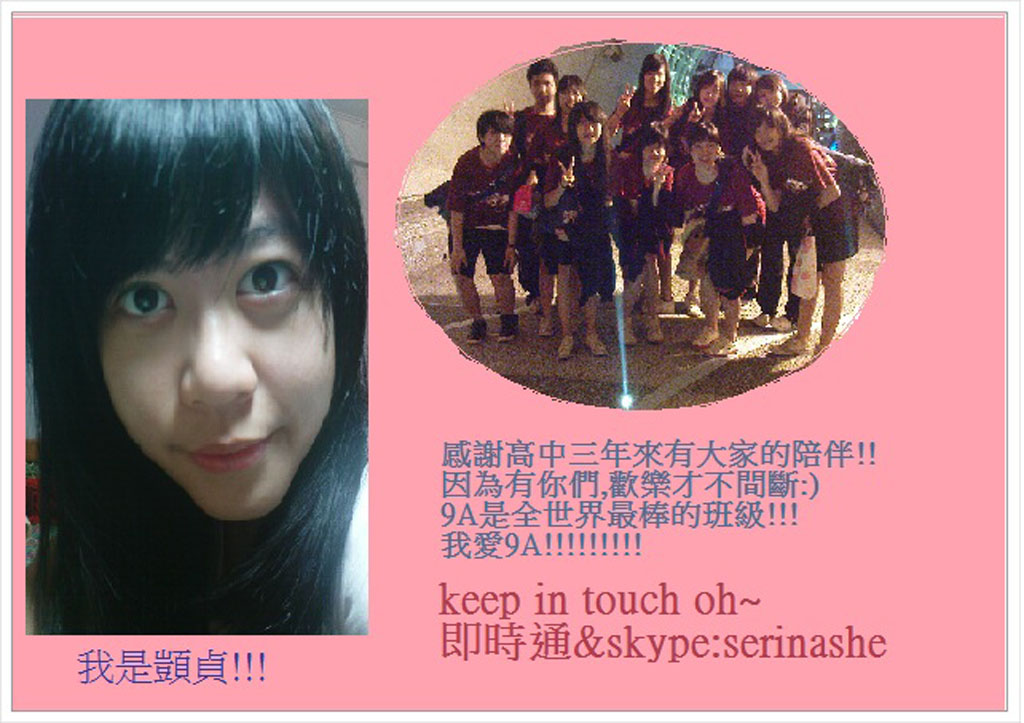 感謝高中三年來有大家的陪伴!!
因為有你們,歡樂才不間斷:)
9A是全世界最棒的班級!!!
我愛9A!!!!!!!!!
keep in touch oh~
即時通&skype:serinashe
我是顗貞!!!